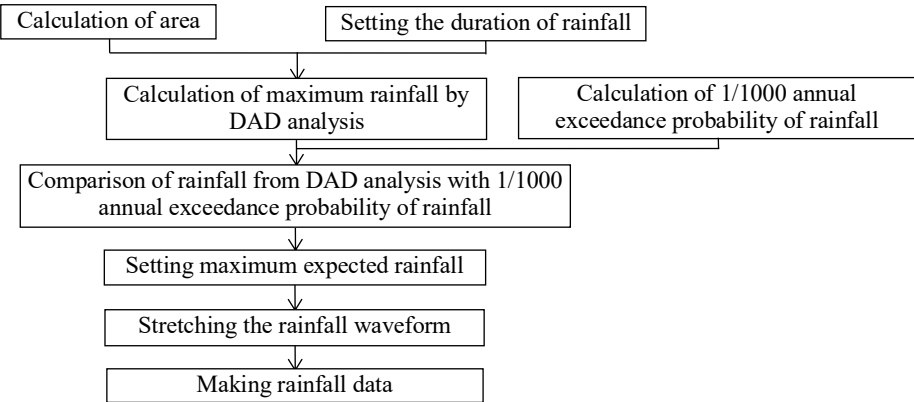 Calculation of area
Setting the duration of rainfall
Calculation of maximum rainfall by
DAD analysis
Calculation of 1/1000 annual
exceedance probability of rainfall
Comparison of rainfall from DAD analysis with 1/1000
annual exceedance probability of rainfall
Setting maximum expected rainfall
Stretching the rainfall waveform
Making rainfall data